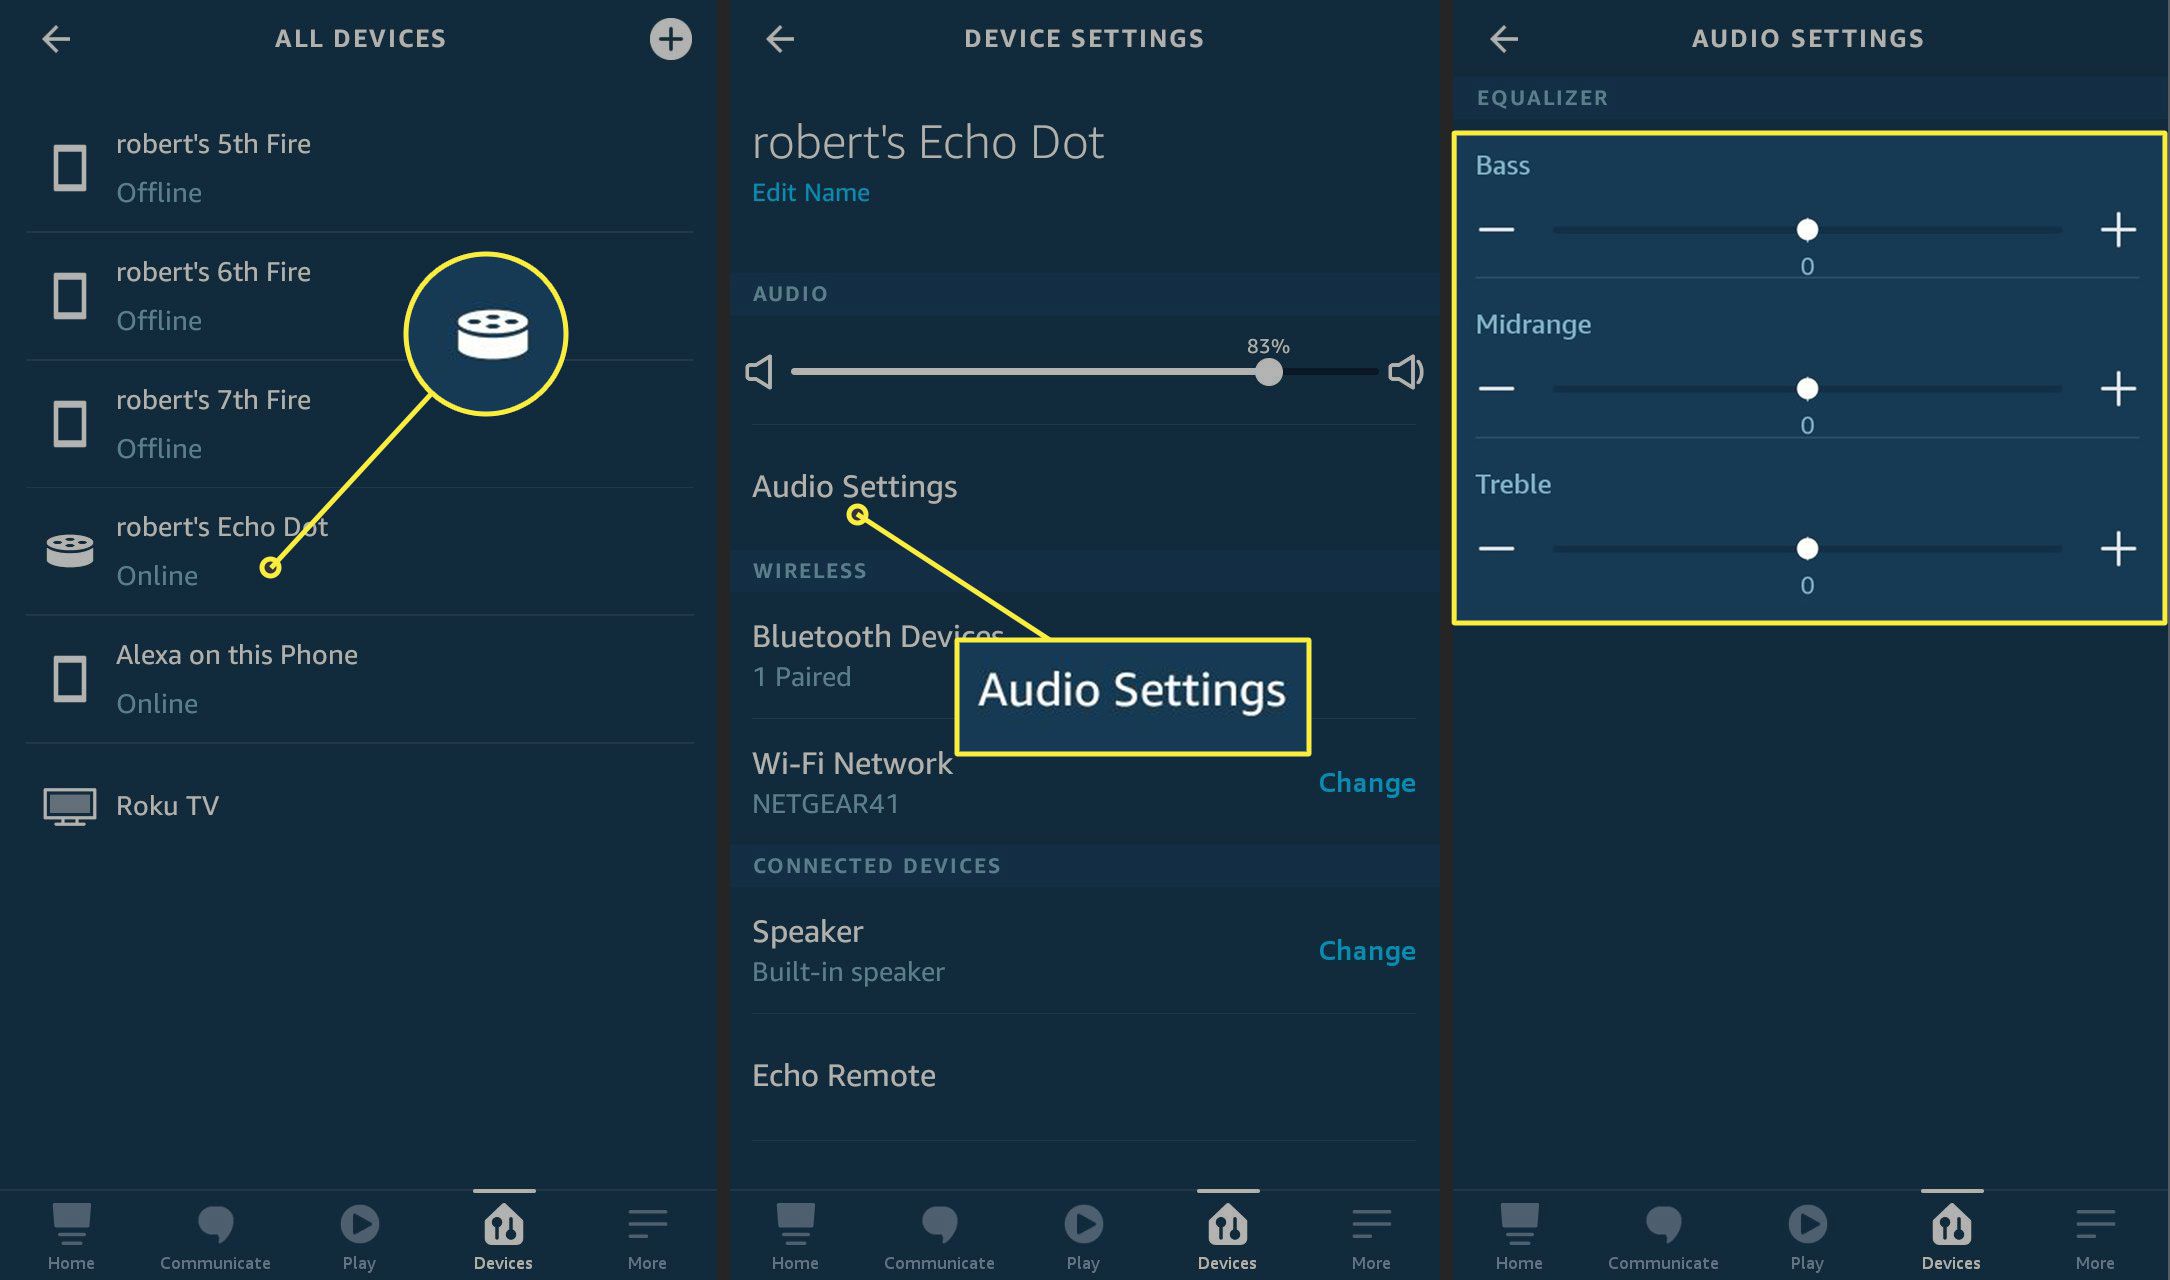 ALL DEVICES
robert's 5th Fire
Offline
robert's 6th Fire
Offline
robert's 7th Fire
Offline
robert's Echo Dot
Online
Alexa on this Phone
Online
Roku TV
Home
Communicate
Play
Devices
More
DEVICE SETTINGS
robert's Echo Dot
Edit Name
AUDIO
83%
Audio Settings
WIRELESS
Bluetooth Devices
1 Paired
Audio Settings
Wi-Fi Network
NETGEAR41
Change
CONNECTED DEVICES
Speaker
Built-in speaker
Change
Echo Remote
Home
Communicate
Play
Devices
More
AUDIO SETTINGS
EQUALIZER
Bass
0
Midrange
0
Treble
0
Home
Communicate
Play
Devices
More